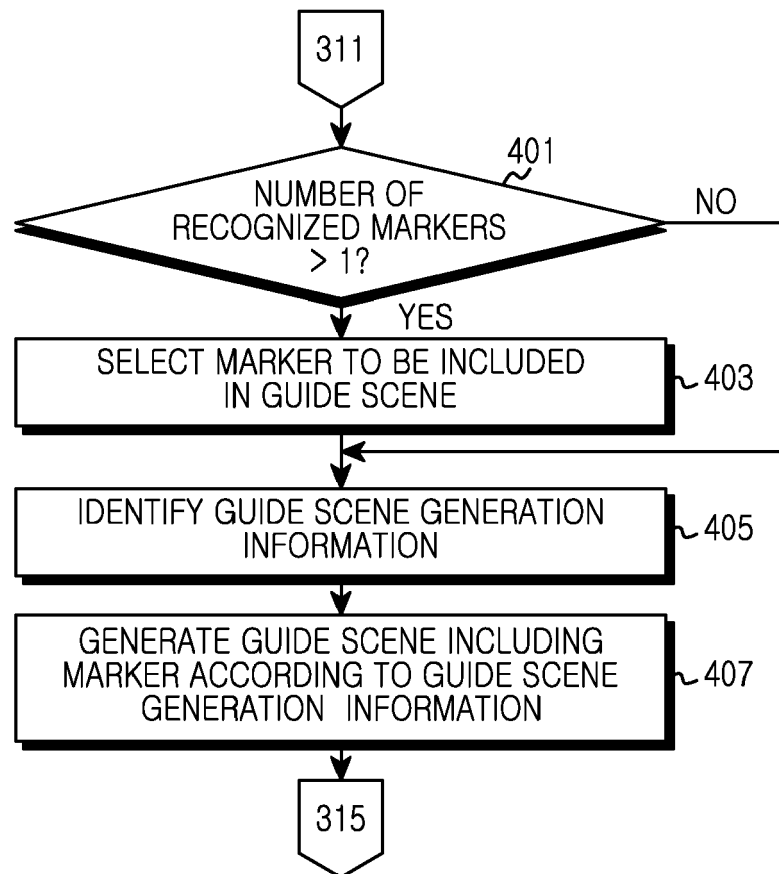 311
401
NUMBER OF
RECOGNIZED MARKERS
> 1?
NO
YES
SELECT MARKER TO BE INCLUDED
IN GUIDE SCENE
403
IDENTIFY GUIDE SCENE GENERATION
INFORMATION
405
GENERATE GUIDE SCENE INCLUDING
MARKER ACCORDING TO GUIDE SCENE
GENERATION INFORMATION
407
315